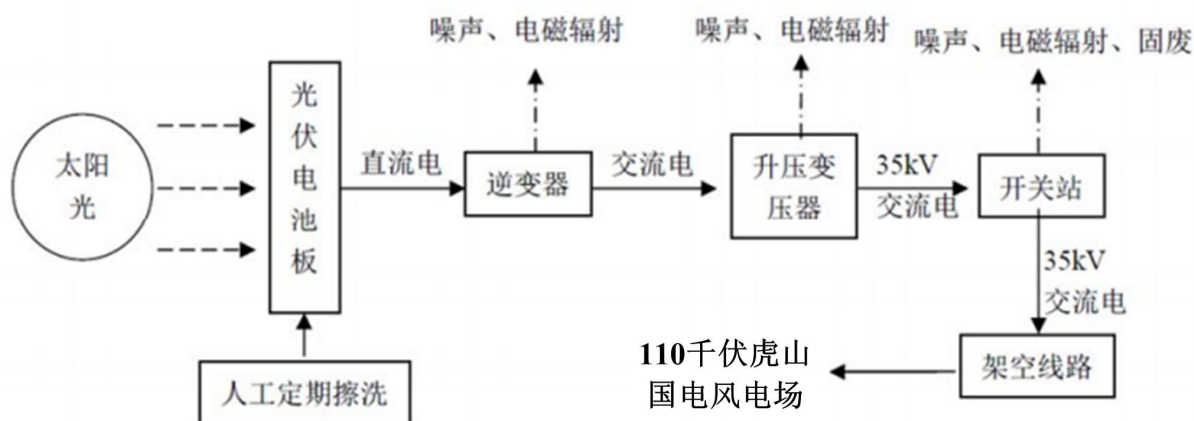 噪声、电磁辐射
噪声、电磁辐射
噪声、电磁辐射、固废
太阳
光
光
伏
电
池
板
直流电
逆变器
交流电
升压变
压器
35kV
交流电
开关站
35kV
交流电
人工定期擦洗
110千伏虎山
国电风电场
架空线路